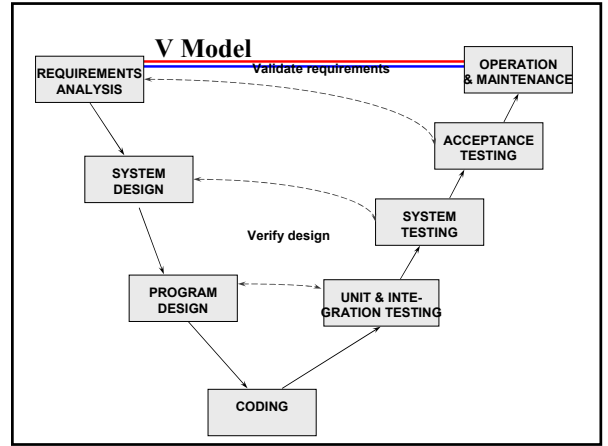 V Model
Validate requirements
REQUIREMENTS
ANALYSIS
OPERATION
& MAINTENANCE
ACCEPTANCE
TESTING
SYSTEM
DESIGN
SYSTEM
TESTING
Verify design
PROGRAM
DESIGN
UNIT & INTE-
GRATION TESTING
CODING